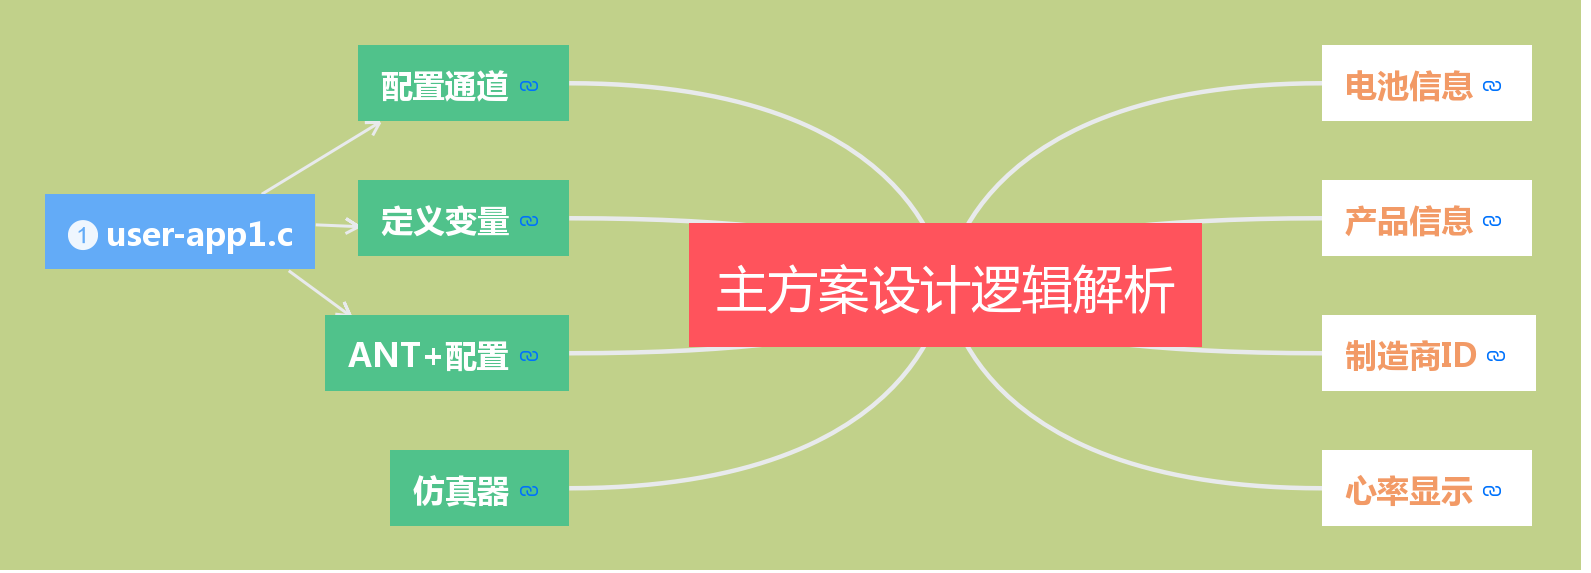 配置通道
定义变量
① user-app1.c
ANT+配置
仿真器
主方案设计逻辑解析
电池信息
产品信息
制造商ID
心率显示